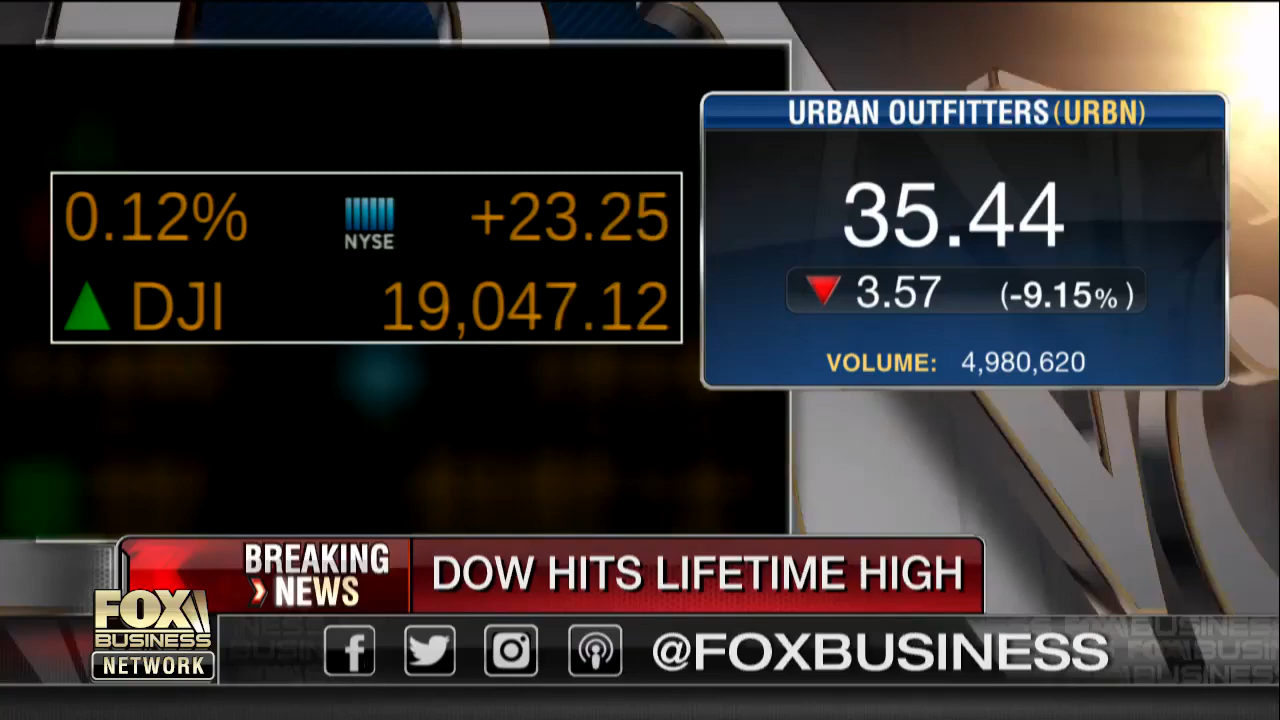 0.12% NYSE +23.25
DJI 19,047.12
URBAN OUTFITTERS (URBN)
35.44
3.57 (-9.15%)
VOLUME: 4,980,620
BREAKING NEWS
DOW HITS LIFETIME HIGH
FOX
BUSINESS
NETWORK
@FOXBUSINESS